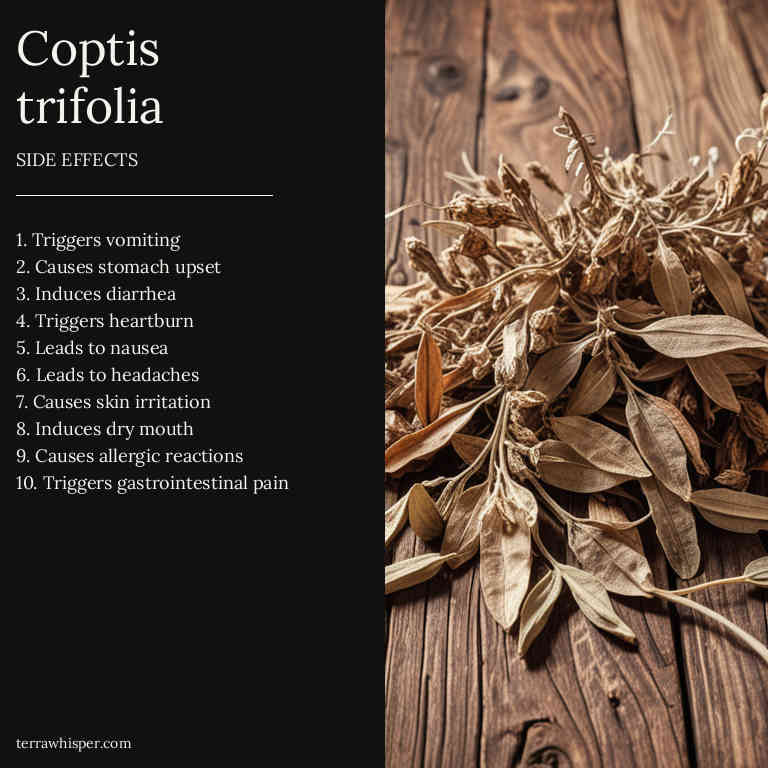 Coptis
trifolia
SIDE EFFECTS
1. Triggers vomiting
2. Causes stomach upset
3. Induces diarrhea
4. Triggers heartburn
5. Leads to nausea
6. Leads to headaches
7. Causes skin irritation
8. Induces dry mouth
9. Causes allergic reactions
10. Triggers gastrointestinal pain
terrawhisper.com